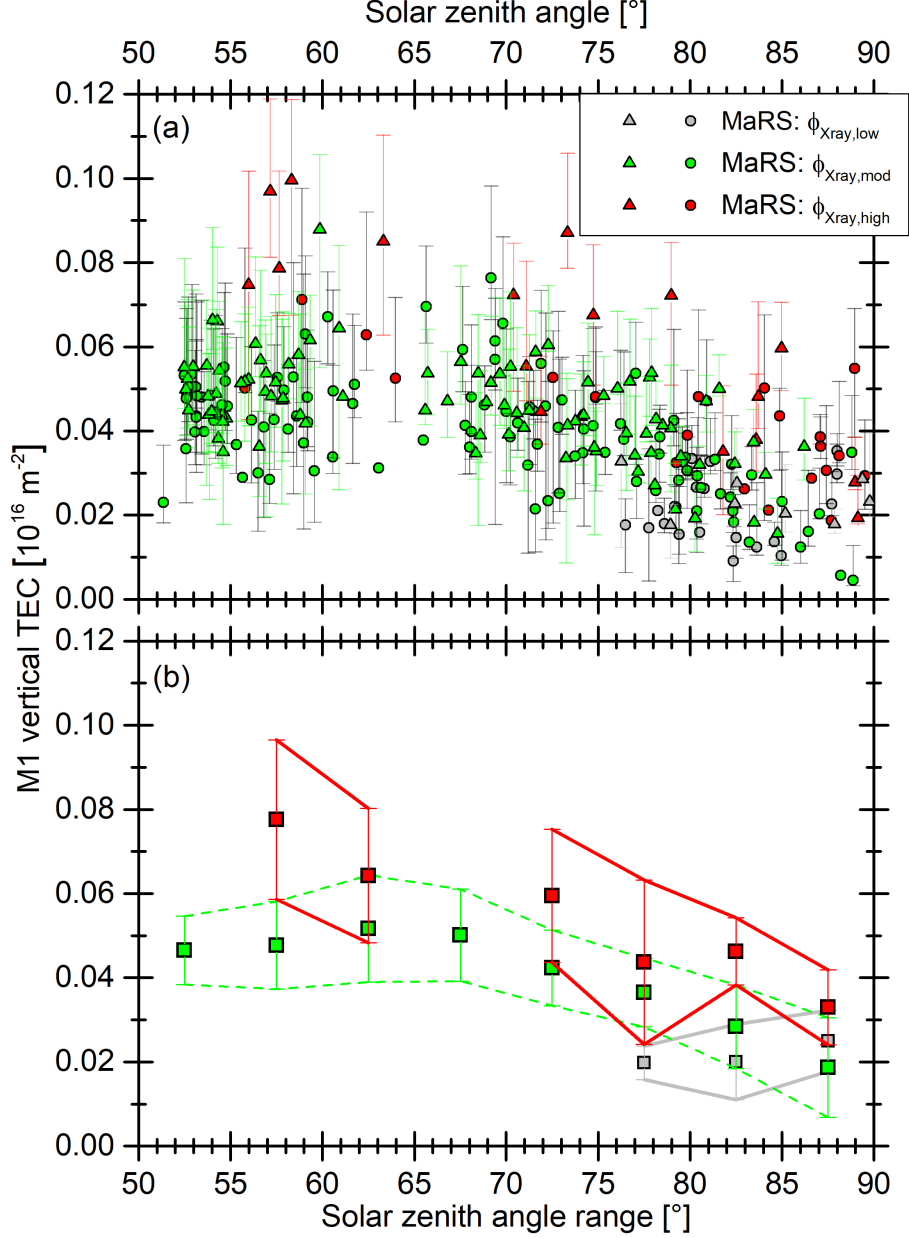 Solar zenith angle [°]
50 55 60 65 70 75 80 85 90
0.12
(a)
MaRS: ϕXray,low
MaRS: ϕXray,mod
MaRS: ϕXray,high
0.10
0.08
0.06
0.04
0.02
0.00
M1 vertical TEC [10¹⁶ m⁻²]
0.12
(b)
0.10
0.08
0.06
0.04
0.02
0.00
50 55 60 65 70 75 80 85 90
Solar zenith angle range [°]